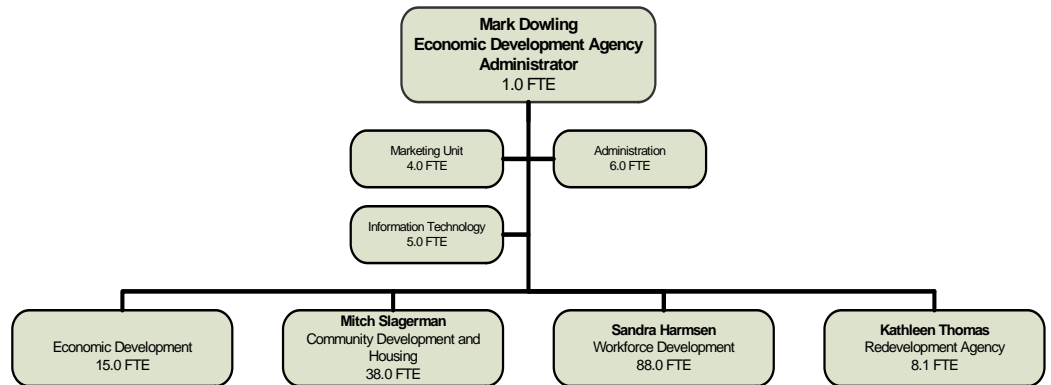 Mark Dowling
Economic Development Agency
Administrator
1.0 FTE
Marketing Unit
4.0 FTE
Administration
6.0 FTE
Information Technology
5.0 FTE
Economic Development
15.0 FTE
Mitch Slagerman
Community Development and
Housing
38.0 FTE
Sandra Harmsen
Workforce Development
88.0 FTE
Kathleen Thomas
Redevelopment Agency
8.1 FTE